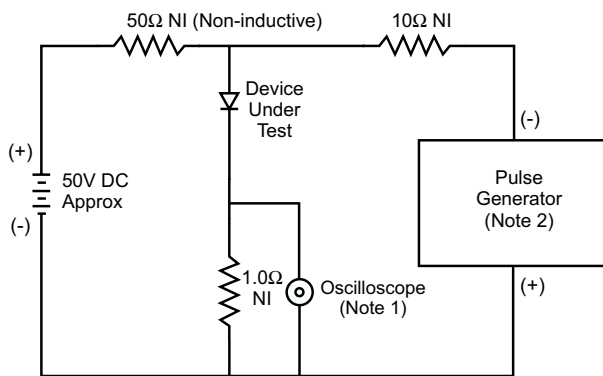 50Ω NI (Non-inductive)
10Ω NI
Device
Under
Test
(+)
50V DC
Approx
(-)
(-)
Pulse
Generator
(Note 2)
(+)
1.0Ω
NI
Oscilloscope
(Note 1)